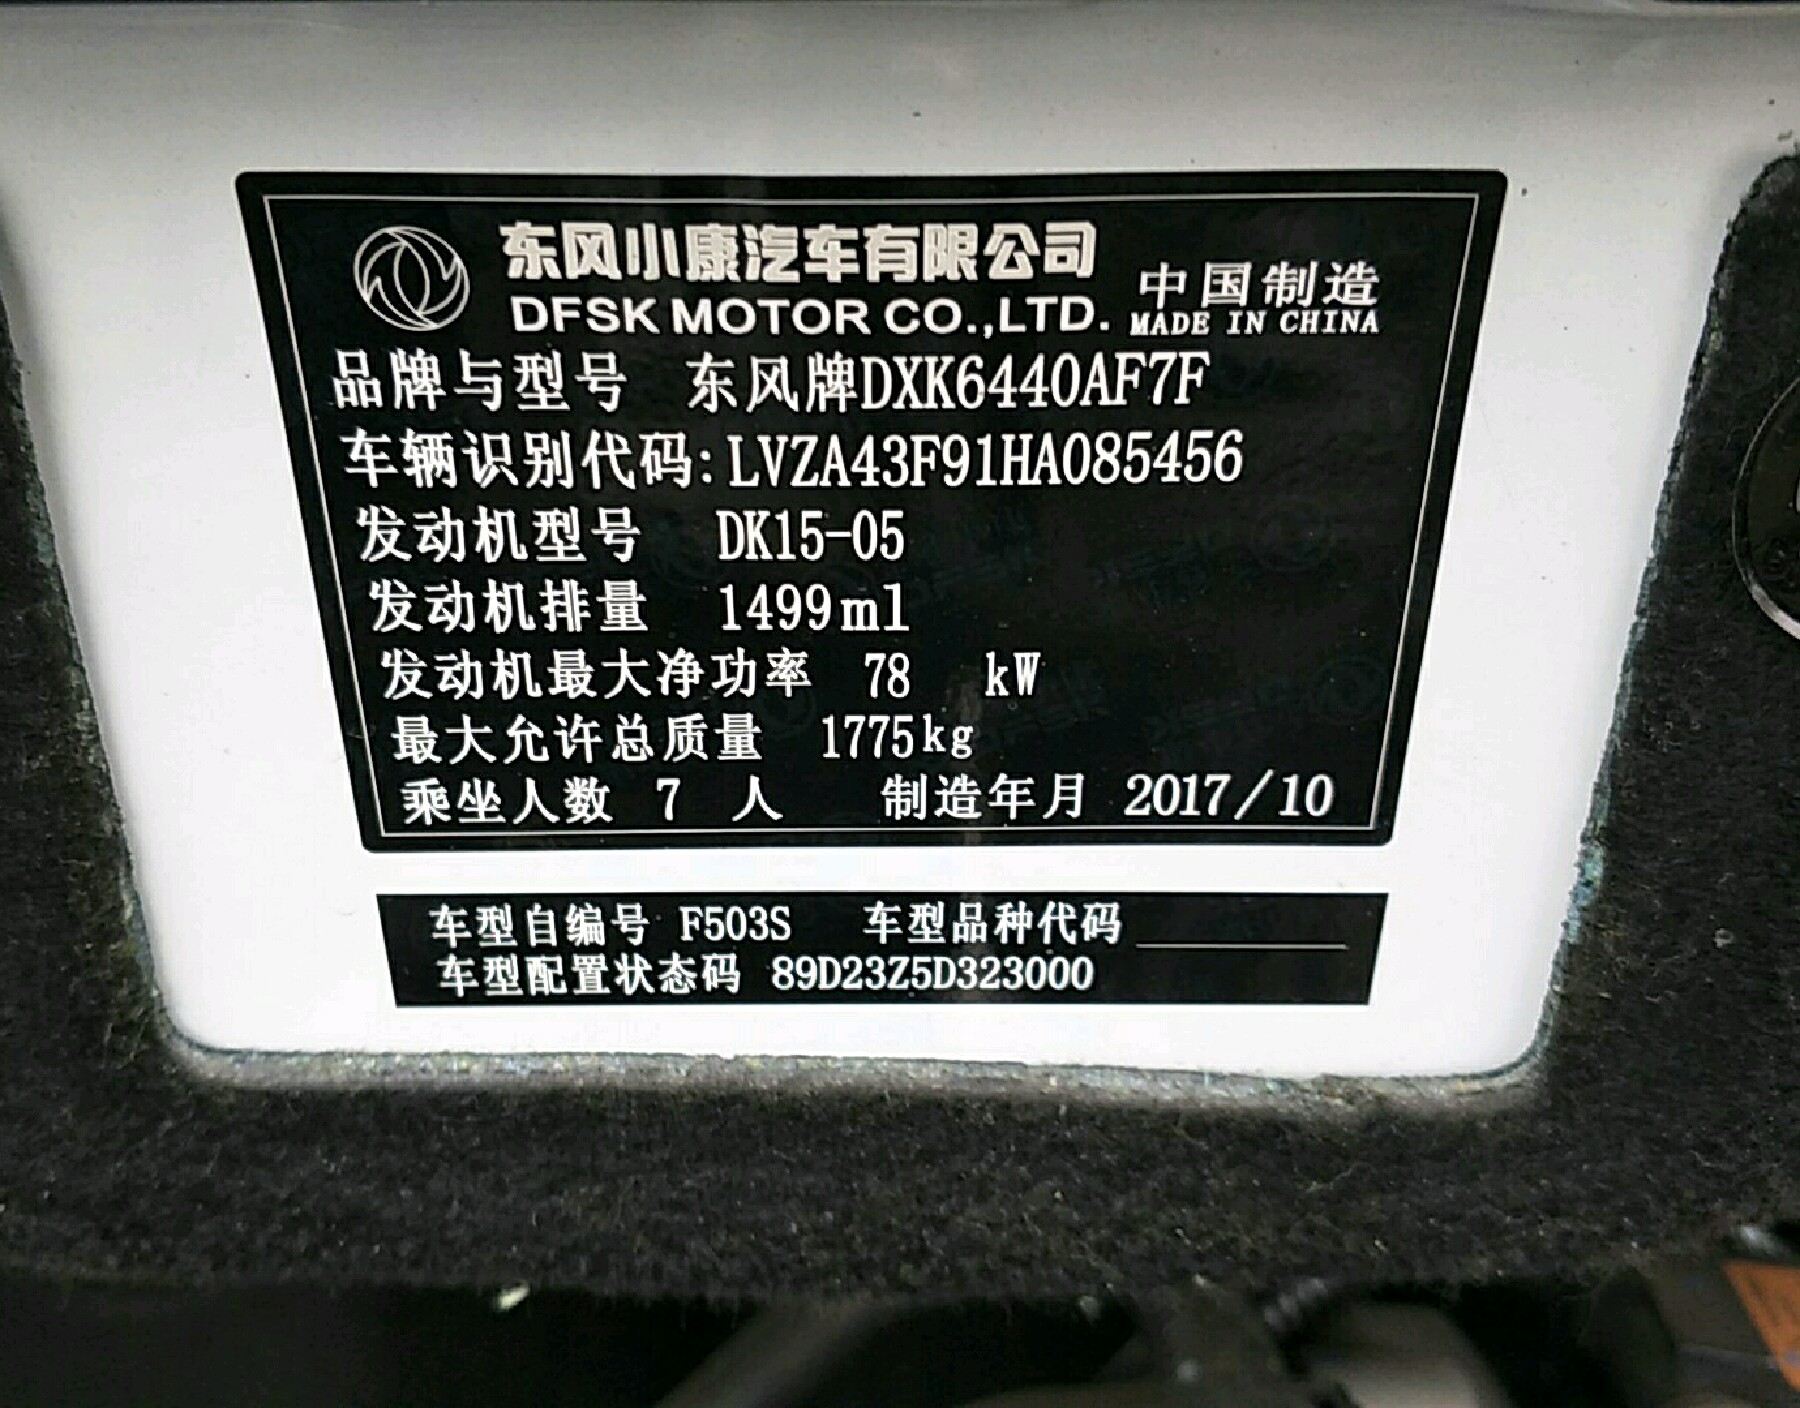 东风小康汽车有限公司
DFSK MOTOR CO.,LTD.
中国制造
MADE IN CHINA
品牌与型号 东风牌DXK6440AF7F
车辆识别代码:LVZA43F91HA085456
发动机型号 DK15-05
发动机排量 1499ml
发动机最大净功率 78 kW
最大允许总质量 1775kg
乘坐人数 7 人 制造年月 2017/10
车型自编号 F503S 车型品种代码
车型配置状态码 89D23Z5D323000